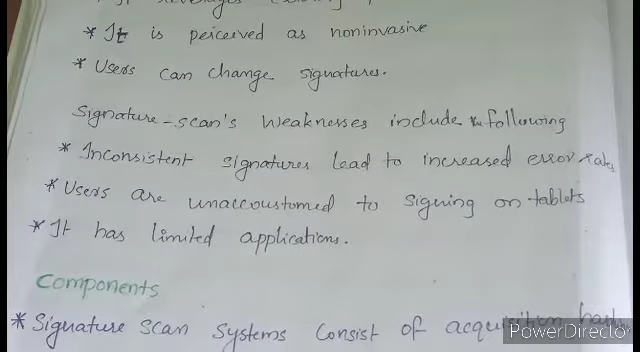 * It is peiceived as noninvasive
* Users can change signatures.
Signature-scan's weaknesses include the following
* Inconsistent signatures lead to increased error rates
* Users are unaccoustomed to signing on tablets
* It has limited applications.
Components
* Signature scan systems consist of acquisition
PowerDirector